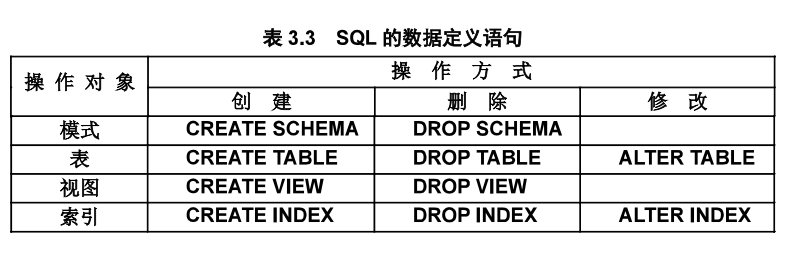 表 3.3 SQL 的数据定义语句
操作对象 操作方式
创建 删除 修改
模式 CREATE SCHEMA DROP SCHEMA
表 CREATE TABLE DROP TABLE ALTER TABLE
视图 CREATE VIEW DROP VIEW
索引 CREATE INDEX DROP INDEX ALTER INDEX